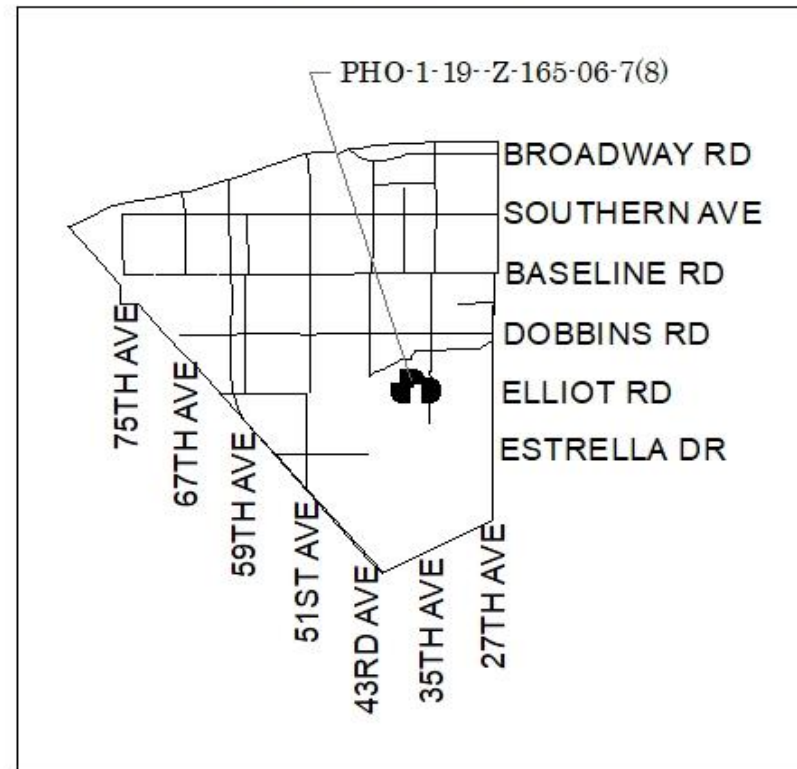 PHO-1-19--Z-165-06-7(8)
BROADWAY RD
SOUTHERN AVE
BASELINE RD
DOBBINS RD
ELLIOT RD
ESTRELLA DR
75TH AVE
67TH AVE
59TH AVE
51ST AVE
43RD AVE
35TH AVE
27TH AVE